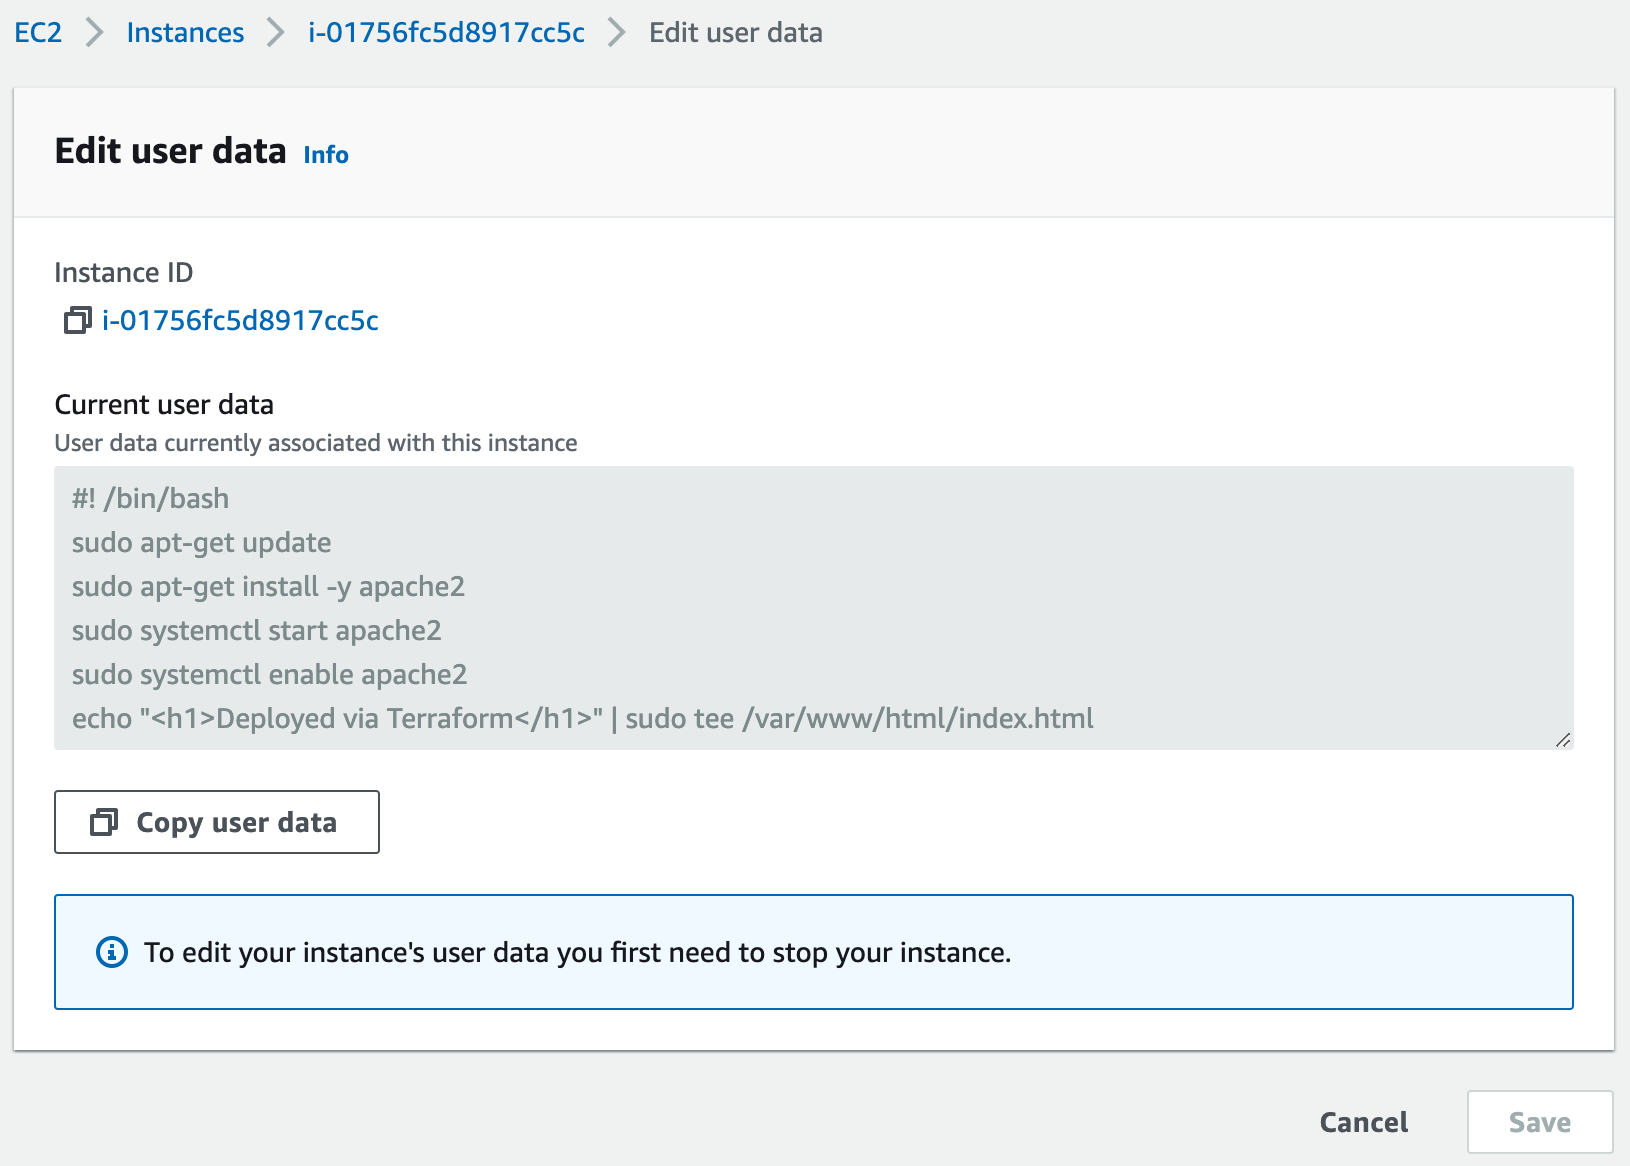 EC2 Instances i-01756fc5d8917cc5c Edit user data
Edit user data Info
Instance ID
i-01756fc5d8917cc5c
Current user data
User data currently associated with this instance
#! /bin/bash
sudo apt-get update
sudo apt-get install -y apache2
sudo systemctl start apache2
sudo systemctl enable apache2
echo "<h1>Deployed via Terraform</h1>" | sudo tee /var/www/html/index.html
Copy user data
To edit your instance's user data you first need to stop your instance.
Cancel Save